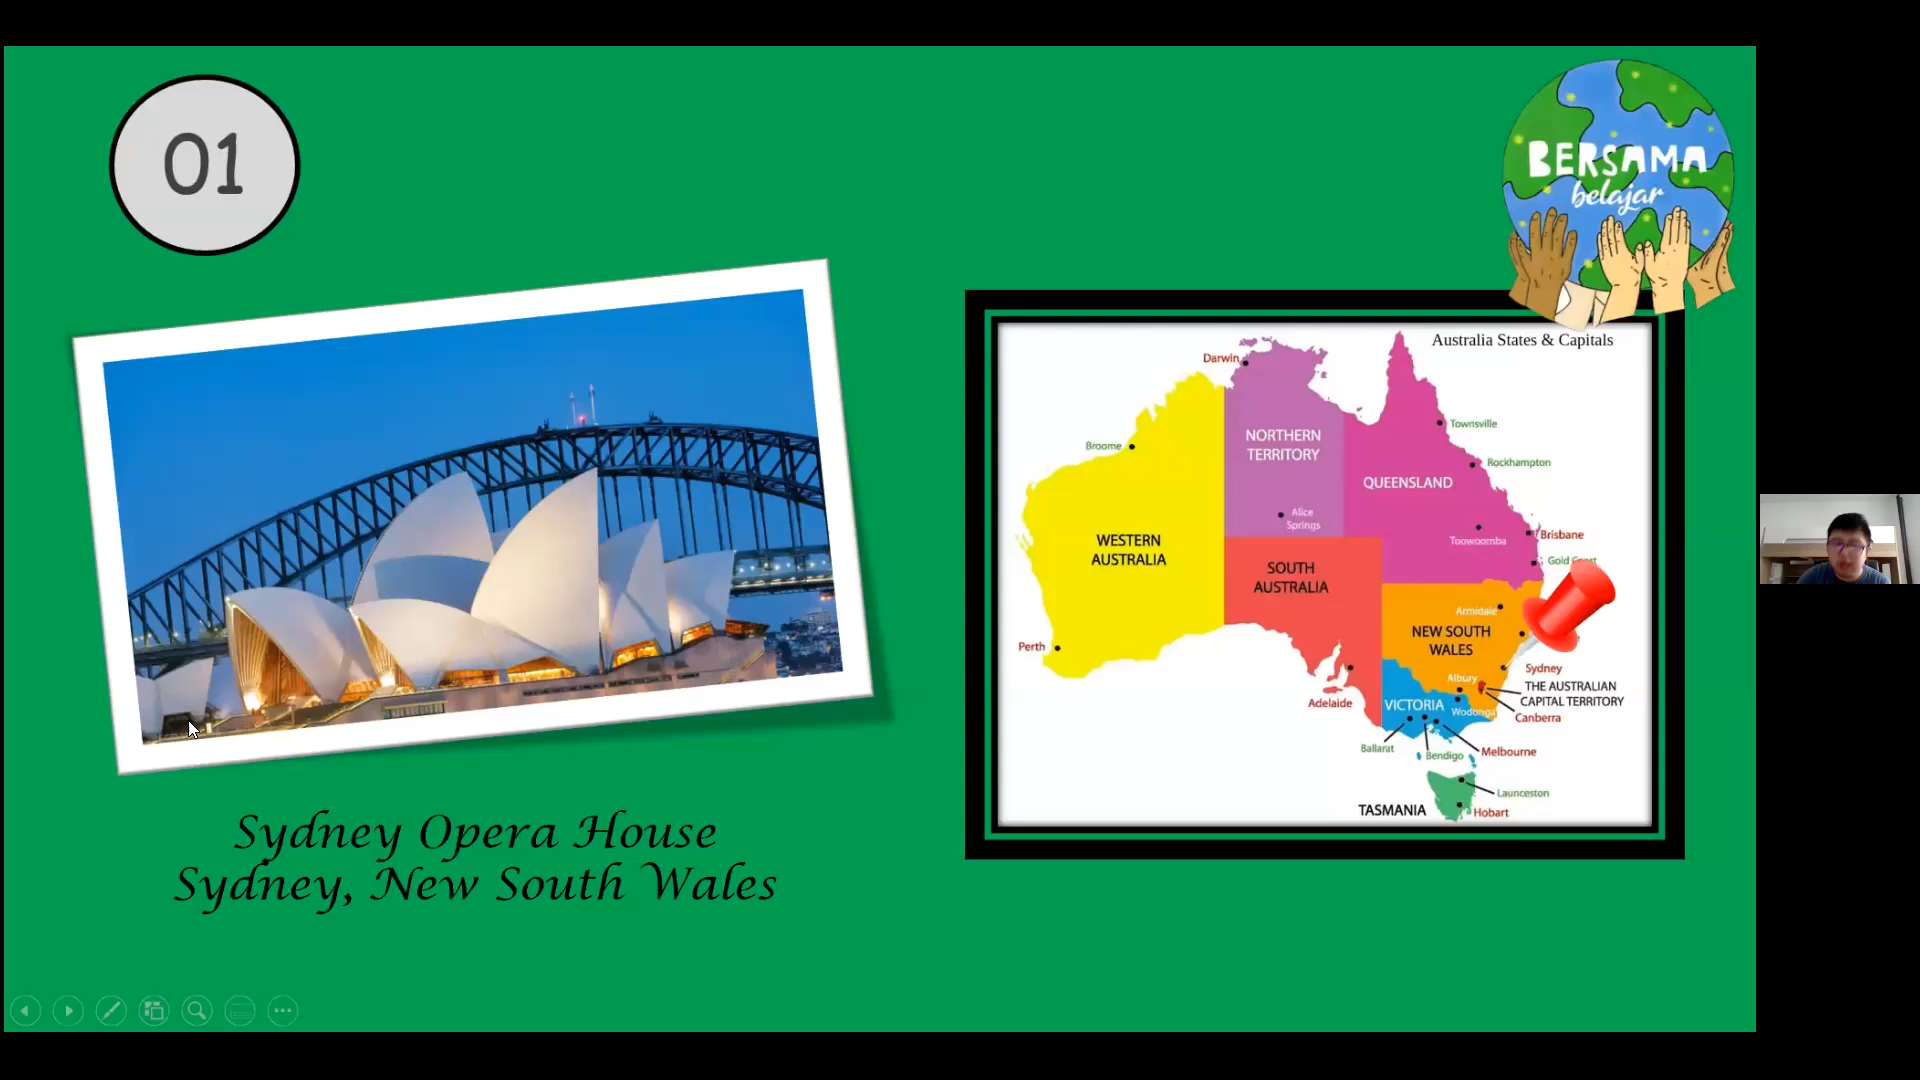 01
BERSAMA
belajar
Sydney Opera House
Sydney, New South Wales
Australia States & Capitals
Darwin
Broome
NORTHERN
TERRITORY
Townsville
Rockhampton
QUEENSLAND
Alice
Springs
WESTERN
AUSTRALIA
Toowoomba
Brisbane
Gold Coast
SOUTH
AUSTRALIA
Armidale
NEW SOUTH
WALES
Perth
Sydney
Albury
THE AUSTRALIAN
CAPITAL TERRITORY
Adelaide
VICTORIA
Wodonga
Canberra
Ballarat
Bendigo
Melbourne
Launceston
TASMANIA
Hobart